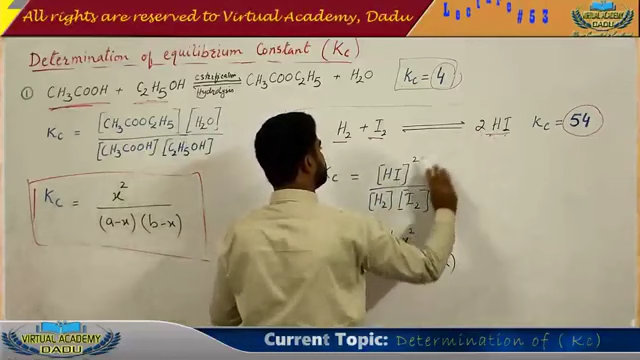 All rights are reserved to Virtual Academy, Dadu
Lecture #53
Determination of equilibrium Constant (Kc)
① CH3COOH + C2H5OH ⇌ CH3COOC2H5 + H2O
Esterification
Hydrolysis
Kc = 4
Kc = [CH3COOC2H5] [H2O] / [CH3COOH] [C2H5OH]
Kc = x² / (a-x) (b-x)
H2 + I2 ⇌ 2HI Kc = 54
Kc = [HI]² / [H2] [I2]
VIRTUAL ACADEMY
DADU
Current Topic: Determination of (Kc)